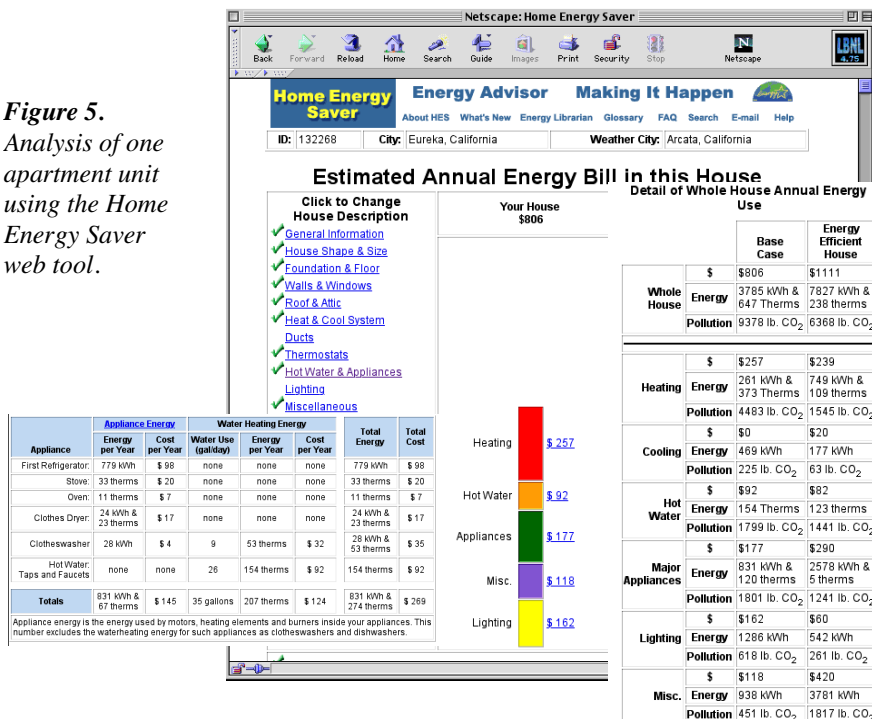 Figure 5.
Analysis of one
apartment unit
using the Home
Energy Saver
web tool.
Netscape: Home Energy Saver
Back Forward Reload Home Search Guide Images Print Security Stop Netscape
LBNL
4.75
Home Energy
Saver
Energy Advisor Making It Happen
About HES What's New Energy Librarian Glossary FAQ Search E-mail Help
ID: 132268 City: Eureka, California Weather City: Arcata, California
Estimated Annual Energy Bill in this House
Click to Change
House Description
General Information
House Shape & Size
Foundation & Floor
Walls & Windows
Roof & Attic
Heat & Cool System
Ducts
Thermostats
Hot Water & Appliances
Lighting
Miscellaneous
Your House
$806
Heating $ 257
Hot Water $ 92
Appliances $ 177
Misc. $ 118
Lighting $ 162
Appliance Energy Water Heating Energy
Appliance Energy per Year Cost per Year Water Use (gal/day) Energy per Year Cost per Year Total Energy Total Cost
First Refrigerator: 779 kWh $ 98 none none none 779 kWh $ 98
Stove: 33 therms $ 20 none none none 33 therms $ 20
Oven: 11 therms $ 7 none none none 11 therms $ 7
Clothes Dryer: 24 kWh & 23 therms $ 17 none none none 24 kWh & 23 therms $ 17
Clotheswasher 28 kWh $ 4 9 53 therms $ 32 28 kWh & 53 therms $ 35
Hot Water: Taps and Faucets none none 26 154 therms $ 92 154 therms $ 92
Totals 831 kWh & 67 therms $ 145 35 gallons 207 therms $ 124 831 kWh & 274 therms $ 269
Appliance energy is the energy used by motors, heating elements and burners inside your appliances. This
number excludes the waterheating energy for such appliances as clotheswashers and dishwashers.
Detail of Whole House Annual Energy
Use
Base Case Energy Efficient House
Whole House
$ $806 $1111
Energy 3785 kWh & 647 Therms 7827 kWh & 238 therms
Pollution 9378 lb. CO2 6368 lb. CO2
Heating
$ $257 $239
Energy 261 kWh & 373 Therms 749 kWh & 109 therms
Pollution 4483 lb. CO2 1545 lb. CO2
Cooling
$ $0 $20
Energy 469 kWh 177 kWh
Pollution 225 lb. CO2 63 lb. CO2
Hot Water
$ $92 $82
Energy 154 Therms 123 therms
Pollution 1799 lb. CO2 1441 lb. CO2
Major Appliances
$ $177 $290
Energy 831 kWh & 120 therms 2578 kWh & 5 therms
Pollution 1801 lb. CO2 1241 lb. CO2
Lighting
$ $162 $60
Energy 1286 kWh 542 kWh
Pollution 618 lb. CO2 261 lb. CO2
Misc.
$ $118 $420
Energy 938 kWh 3781 kWh
Pollution 451 lb. CO2 1817 lb. CO2